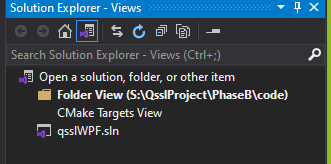 Solution Explorer - Views
Search Solution Explorer - Views (Ctrl+;)
Open a solution, folder, or other item
Folder View (S:\QsslProject\PhaseB\code)
CMake Targets View
qsslWPF.sln